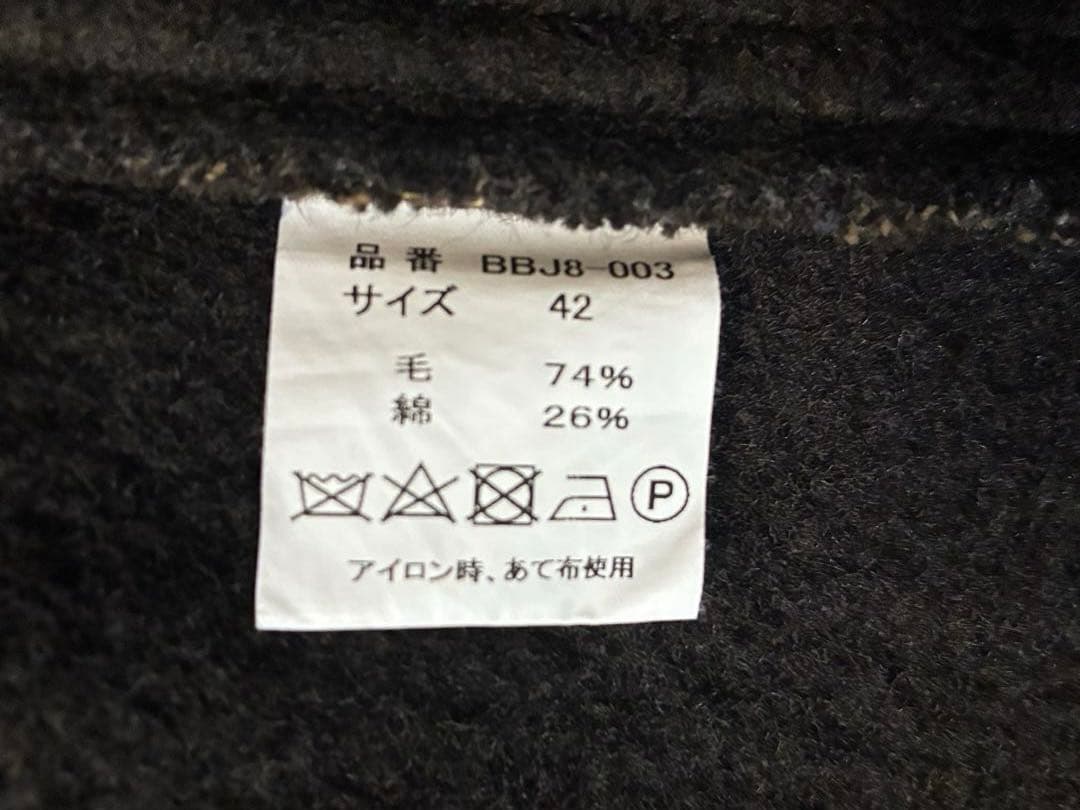 品番 BBJ8-003
サイズ 42
毛 74%
綿 26%
P
アイロン時、あて布使用